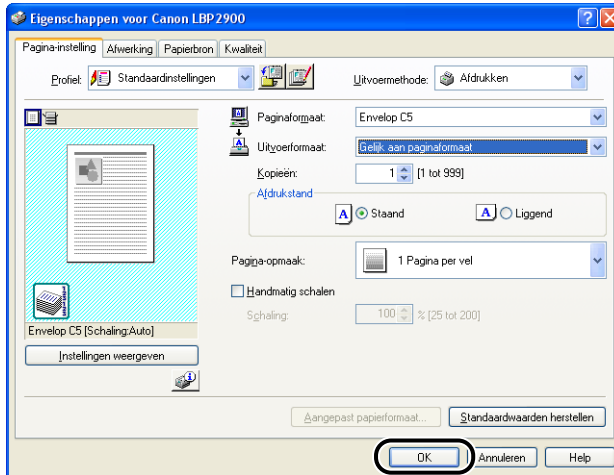 Eigenschappen voor Canon LBP2900
Pagina-instelling Afwerking Papierbron Kwaliteit
Profiel: Standaardinstellingen Uitvoermethode: Afdrukken
Paginaformaat: Envelop C5
Uitvoerformaat: Gelijk aan paginaformaat
Kopieën: 1 [1 tot 999]
Afdrukstand
A Staand A Liggend
Pagina-opmaak: 1 Pagina per vel
Handmatig schalen
Schaling: 100 % [25 tot 200]
Envelop C5 [Schaling:Auto]
Instellingen weergeven
Aangepast papierformaat... Standaardwaarden herstellen
OK Annuleren Help